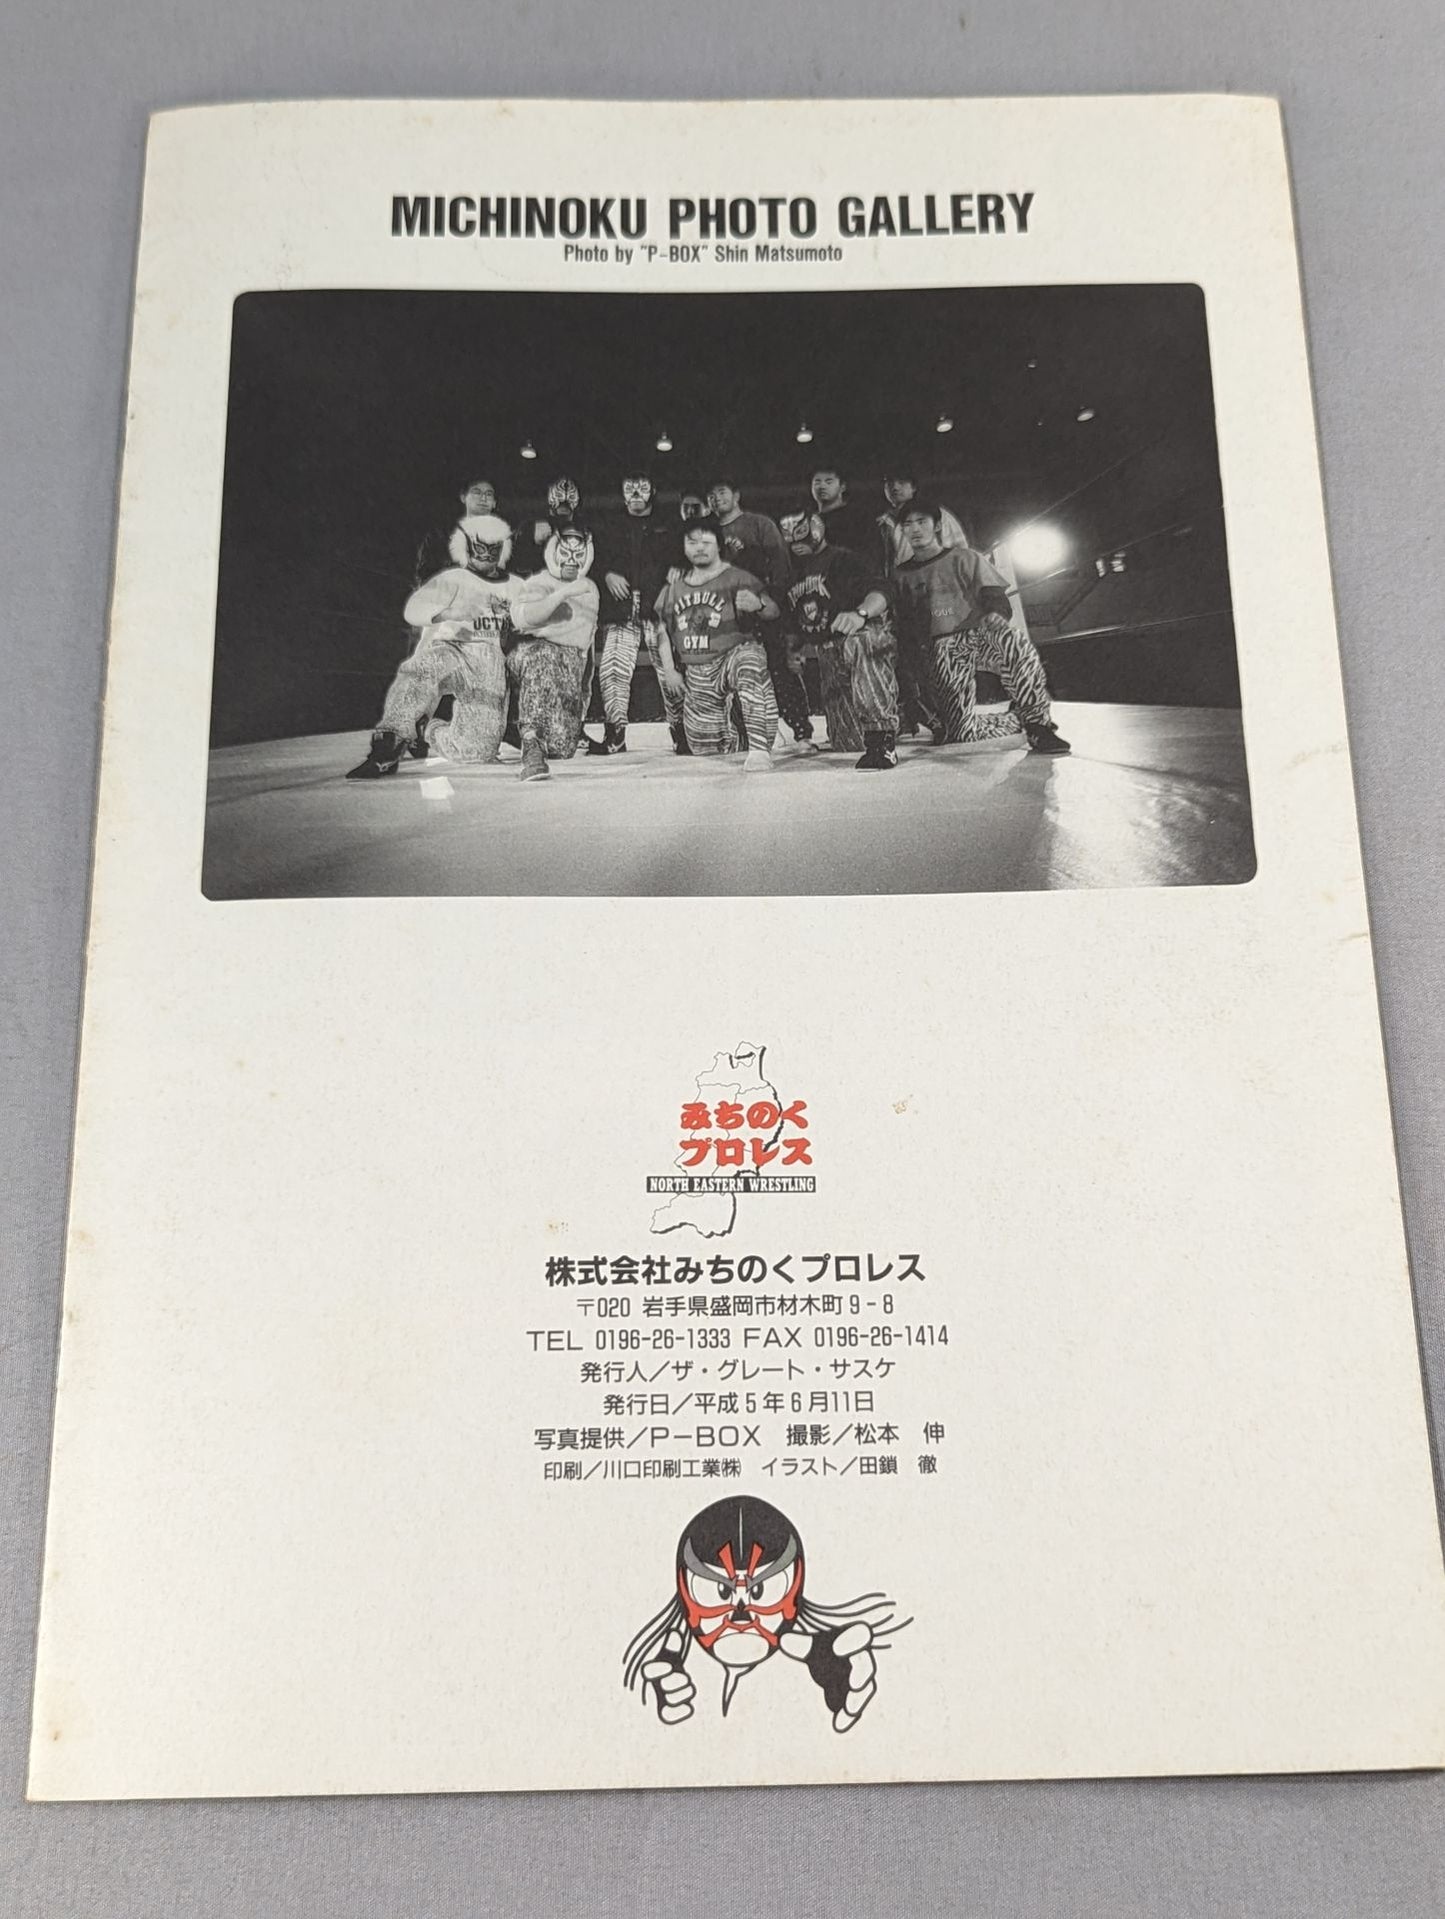 MICHINOKU PHOTO GALLERY
Photo by "P-BOX" Shin Matsumoto
PITBULL
GYM
みちのく
プロレス
NORTH EASTERN WRESTLING
株式会社みちのくプロレス
〒020 岩手県盛岡市材木町9-8
TEL 0196-26-1333 FAX 0196-26-1414
発行人/ザ・グレート・サスケ
発行日/平成5年6月11日
写真提供/P-BOX 撮影/松本 伸
印刷/川口印刷工業㈱ イラスト/田鎖 徹